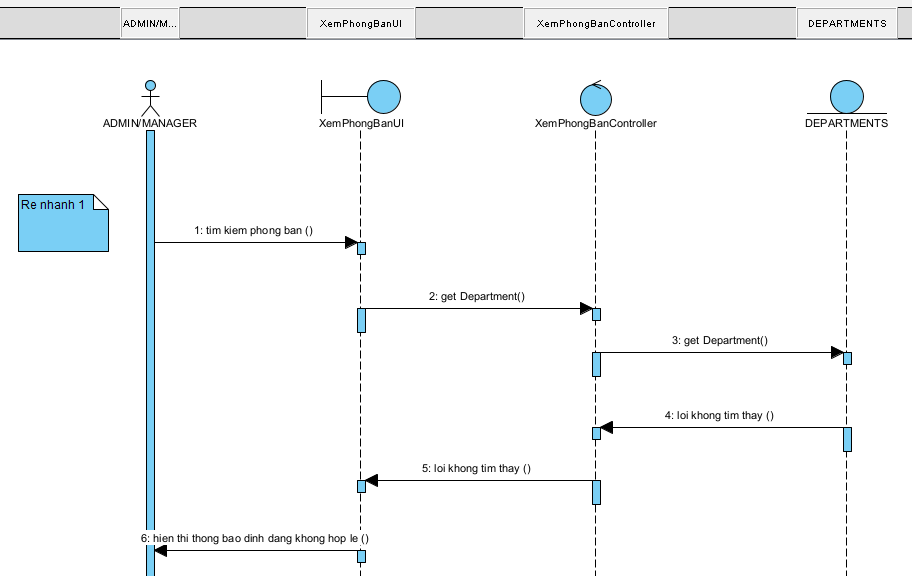 ADMIN/M...
XemPhongBanUI
XemPhongBanController
DEPARTMENTS
ADMIN/MANAGER
XemPhongBanUI
XemPhongBanController
DEPARTMENTS
Re nhanh 1
1: tim kiem phong ban ()
2: get Department()
3: get Department()
4: loi khong tim thay ()
5: loi khong tim thay ()
6: hien thi thong bao dinh dang khong hop le ()